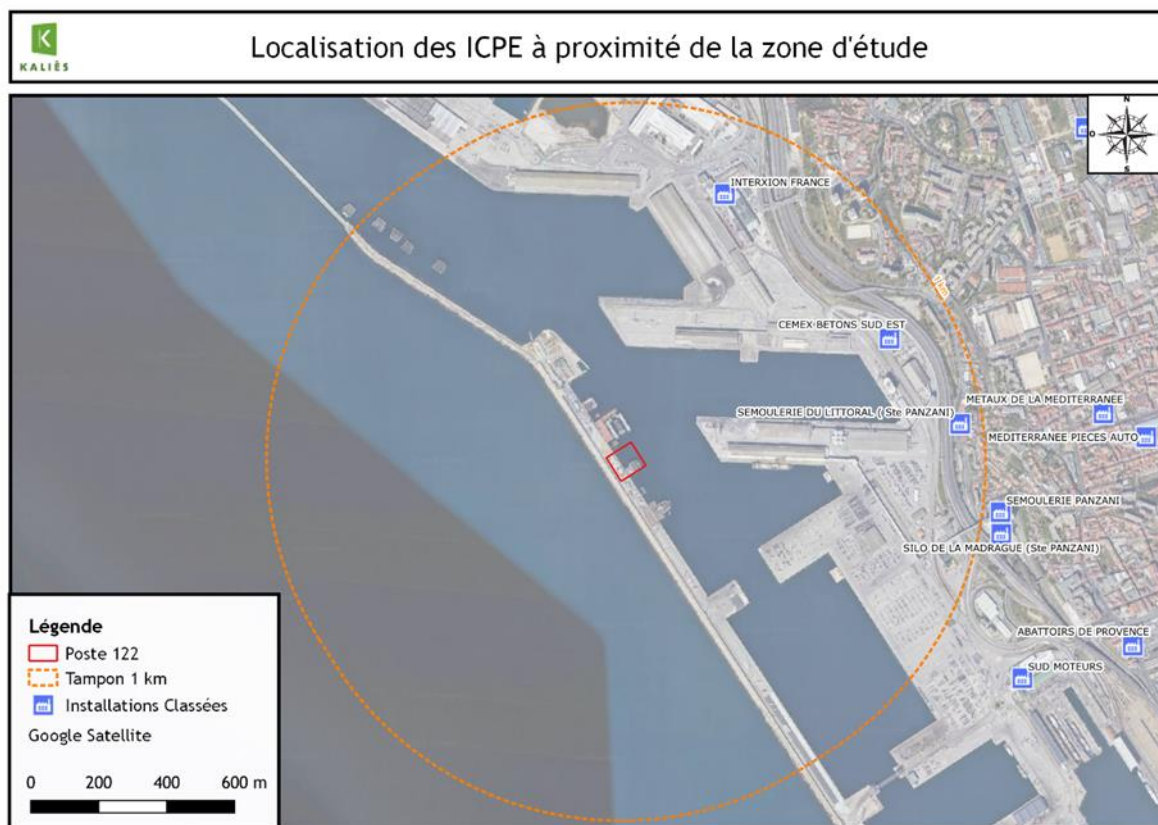 KALIÈS
Localisation des ICPE à proximité de la zone d'étude
N
O
E
S
INTERXION FRANCE
1km
CEMEX BETONS SUD EST
METAUX DE LA MEDITERRANEE
SEMOULERIE DU LITTORAL ( Ste PANZANI)
MEDITERRANEE PIECES AUTO
SEMOULERIE PANZANI
SILO DE LA MADRAGUE (Ste PANZANI)
ABATTOIRS DE PROVENCE
SUD MOTEURS
Légende
Poste 122
Tampon 1 km
Installations Classées
Google Satellite
0 200 400 600 m